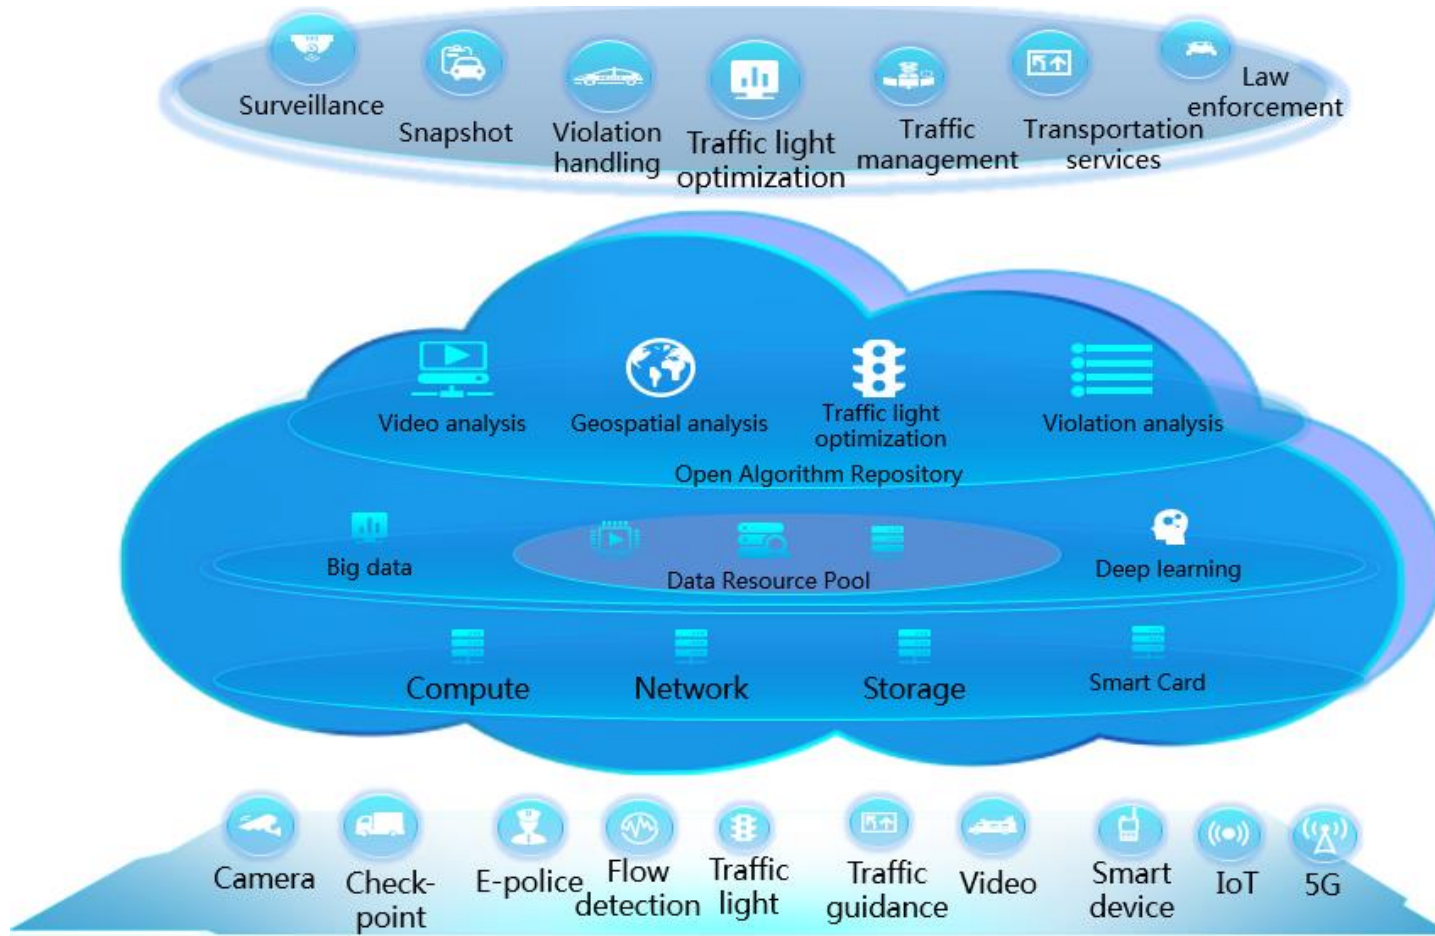 Surveillance
Snapshot
Violation
handling
Traffic light
optimization
Traffic
management
Transportation
services
Law
enforcement
Video analysis
Geospatial analysis
Traffic light
optimization
Violation analysis
Open Algorithm Repository
Big data
Data Resource Pool
Deep learning
Compute
Network
Storage
Smart Card
Camera
Check-
point
E-police
Flow
detection
Traffic
light
Traffic
guidance
Video
Smart
device
IoT
5G